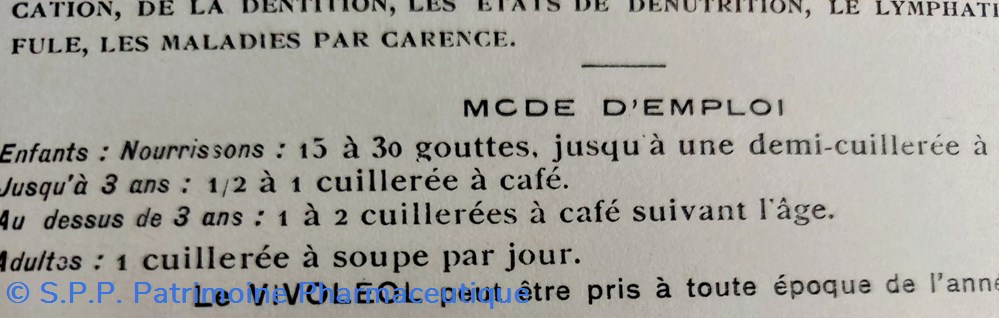 CATION, DE LA DENTITION, LES ÉTATS DE DÉNUTRITION, LE LYMPHATI
FULE, LES MALADIES PAR CARENCE.
MCDE D'EMPLOI
Enfants : Nourrissons : 15 à 30 gouttes, jusqu'à une demi-cuillerée à
Jusqu'à 3 ans : 1/2 à 1 cuillerée à café.
Au dessus de 3 ans : 1 à 2 cuillerées à café suivant l'âge.
Adultes : 1 cuillerée à soupe par jour.
Le VIVOLÉOL peut être pris à toute époque de l'anné
© S.P.P. Patrimoine Pharmaceutique